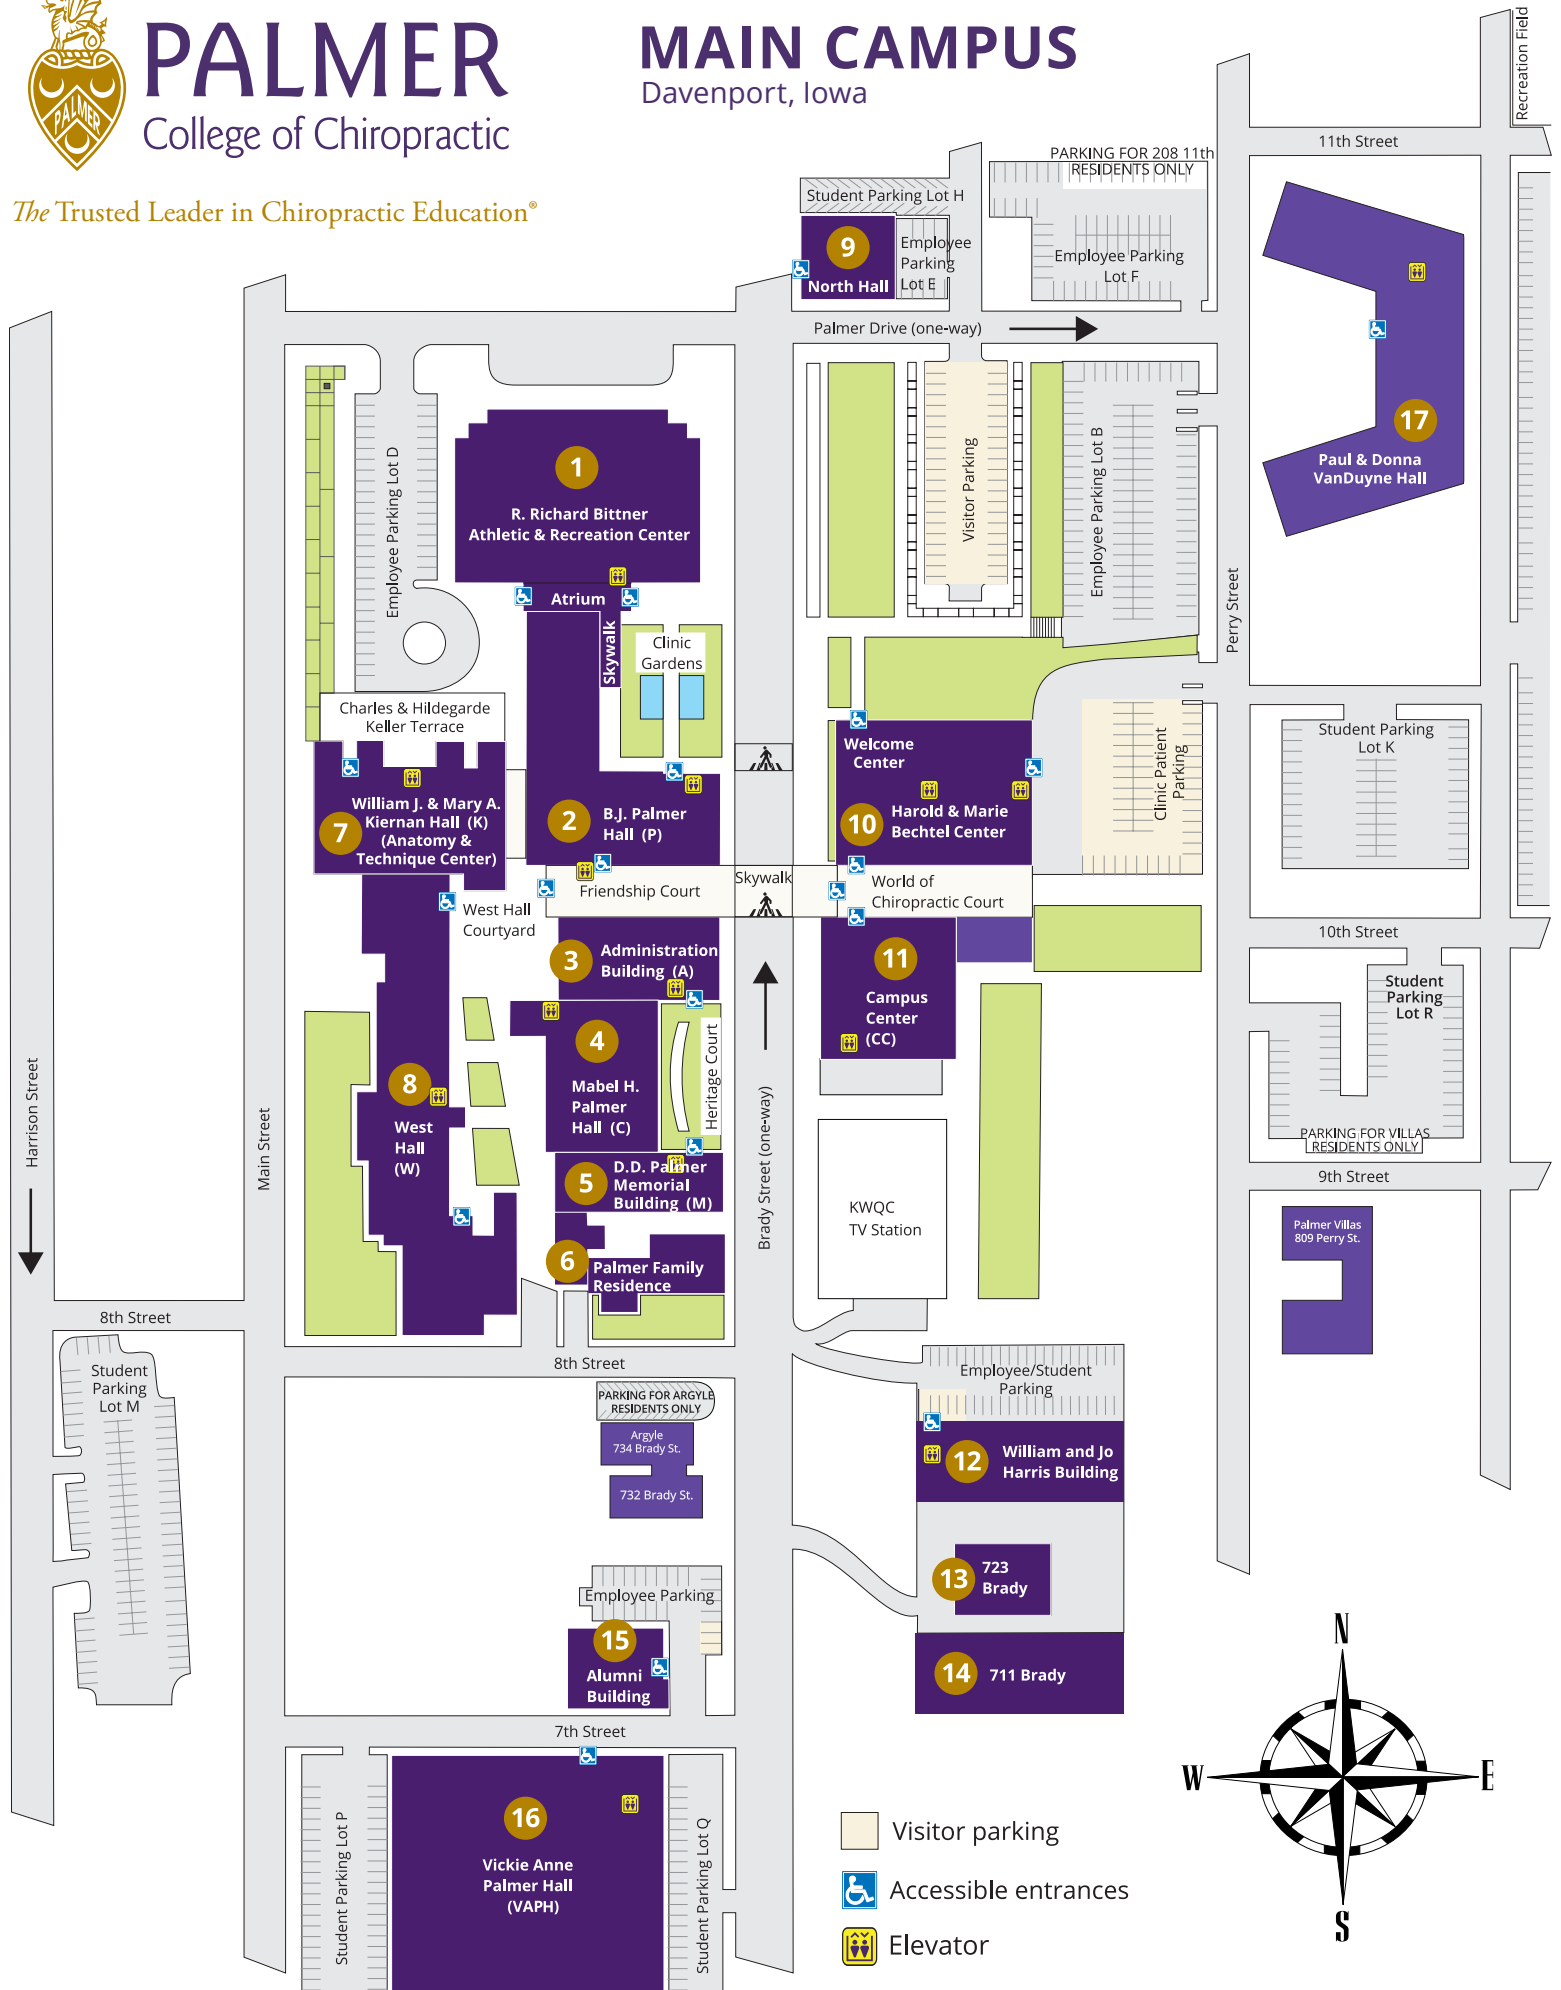 PALMER
College of Chiropractic
PALMER
The Trusted Leader in Chiropractic Education®
MAIN CAMPUS
Davenport, Iowa
Recreation Field
11th Street
PARKING FOR 208 11th
RESIDENTS ONLY
Student Parking Lot H
9
North Hall
Employee
Parking
Lot E
Employee Parking
Lot F
Palmer Drive (one-way)
17
Paul & Donna
VanDuyne Hall
Employee Parking Lot D
1
R. Richard Bittner
Athletic & Recreation Center
Atrium
Skywalk
Clinic
Gardens
Visitor Parking
Employee Parking Lot B
Perry Street
Charles & Hildegarde
Keller Terrace
7
William J. & Mary A.
Kiernan Hall (K)
(Anatomy &
Technique Center)
2
B.J. Palmer
Hall (P)
Welcome
Center
10
Harold & Marie
Bechtel Center
Clinic Patient
Parking
Student Parking
Lot K
Friendship Court
Skywalk
World of
Chiropractic Court
West Hall
Courtyard
3
Administration
Building (A)
11
Campus
Center
(CC)
10th Street
Student
Parking
Lot R
PARKING FOR VILLAS
RESIDENTS ONLY
4
Mabel H.
Palmer
Hall (C)
Heritage Court
8
West
Hall
(W)
5
D.D. Palmer
Memorial
Building (M)
6
Palmer Family
Residence
Harrison Street
Main Street
Brady Street (one-way)
KWQC
TV Station
9th Street
Palmer Villas
809 Perry St.
8th Street
8th Street
Student
Parking
Lot M
PARKING FOR ARGYLE
RESIDENTS ONLY
Argyle
734 Brady St.
732 Brady St.
Employee/Student
Parking
12
William and Jo
Harris Building
13
723
Brady
14
711 Brady
Employee Parking
15
Alumni
Building
7th Street
Student Parking Lot P
16
Vickie Anne
Palmer Hall
(VAPH)
Student Parking Lot Q
Visitor parking
Accessible entrances
Elevator
N
W
E
S